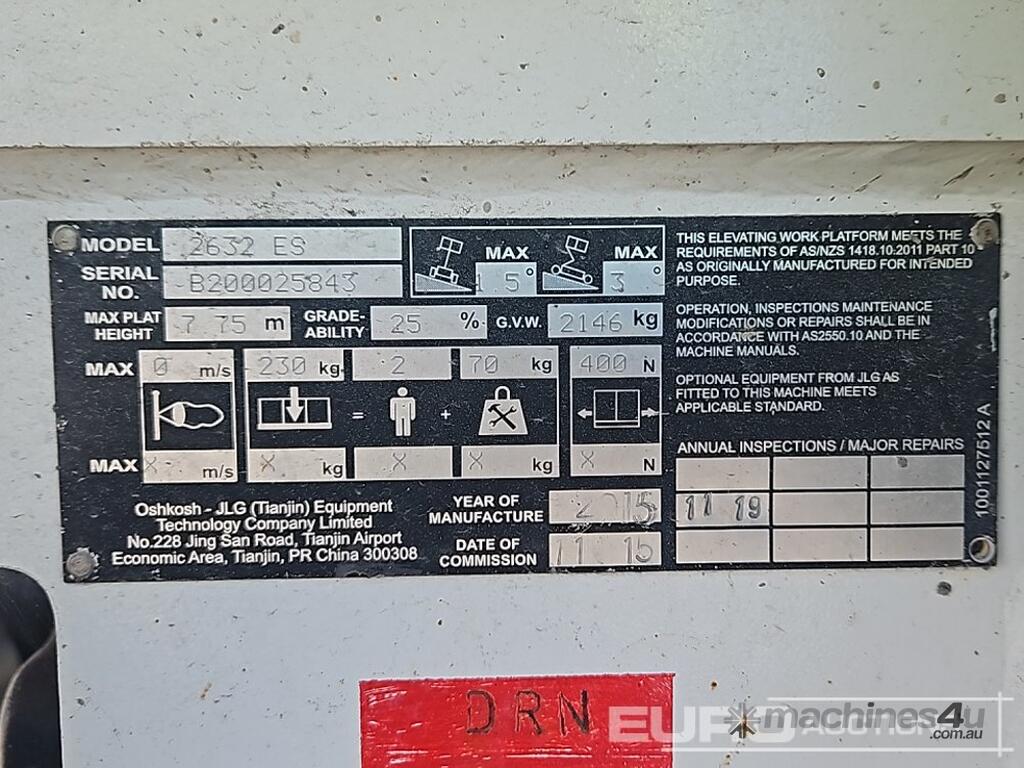 MODEL 2632 ES
SERIAL NO. B200025843
MAX 1.5°
MAX 3°
MAX PLAT HEIGHT 7 75 m
GRADE-ABILITY 25 %
G.V.W. 2146 kg
MAX 0 m/s 230 kg 2 70 kg 400 N
= +
MAX X m/s X kg X X kg X N
Oshkosh - JLG (Tianjin) Equipment
Technology Company Limited
No.228 Jing San Road, Tianjin Airport
Economic Area, Tianjin, PR China 300308
YEAR OF MANUFACTURE 2015
DATE OF COMMISSION 11 15
THIS ELEVATING WORK PLATFORM MEETS THE
REQUIREMENTS OF AS/NZS 1418.10.2011 PART 10
AS ORIGINALLY MANUFACTURED FOR INTENDED
PURPOSE.
OPERATION, INSPECTIONS MAINTENANCE
MODIFICATIONS OR REPAIRS SHALL BE IN
ACCORDANCE WITH AS2550.10 AND THE
MACHINE MANUALS.
OPTIONAL EQUIPMENT FROM JLG AS
FITTED TO THIS MACHINE MEETS
APPLICABLE STANDARD.
ANNUAL INSPECTIONS / MAJOR REPAIRS
11 19
1001127512 A
DRN
EURO AUCTIONS
machines4u
.com.au